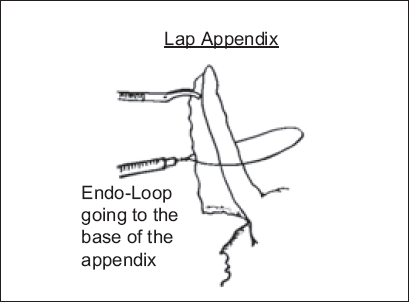 Lap Appendix
Endo-Loop
going to the
base of the
appendix